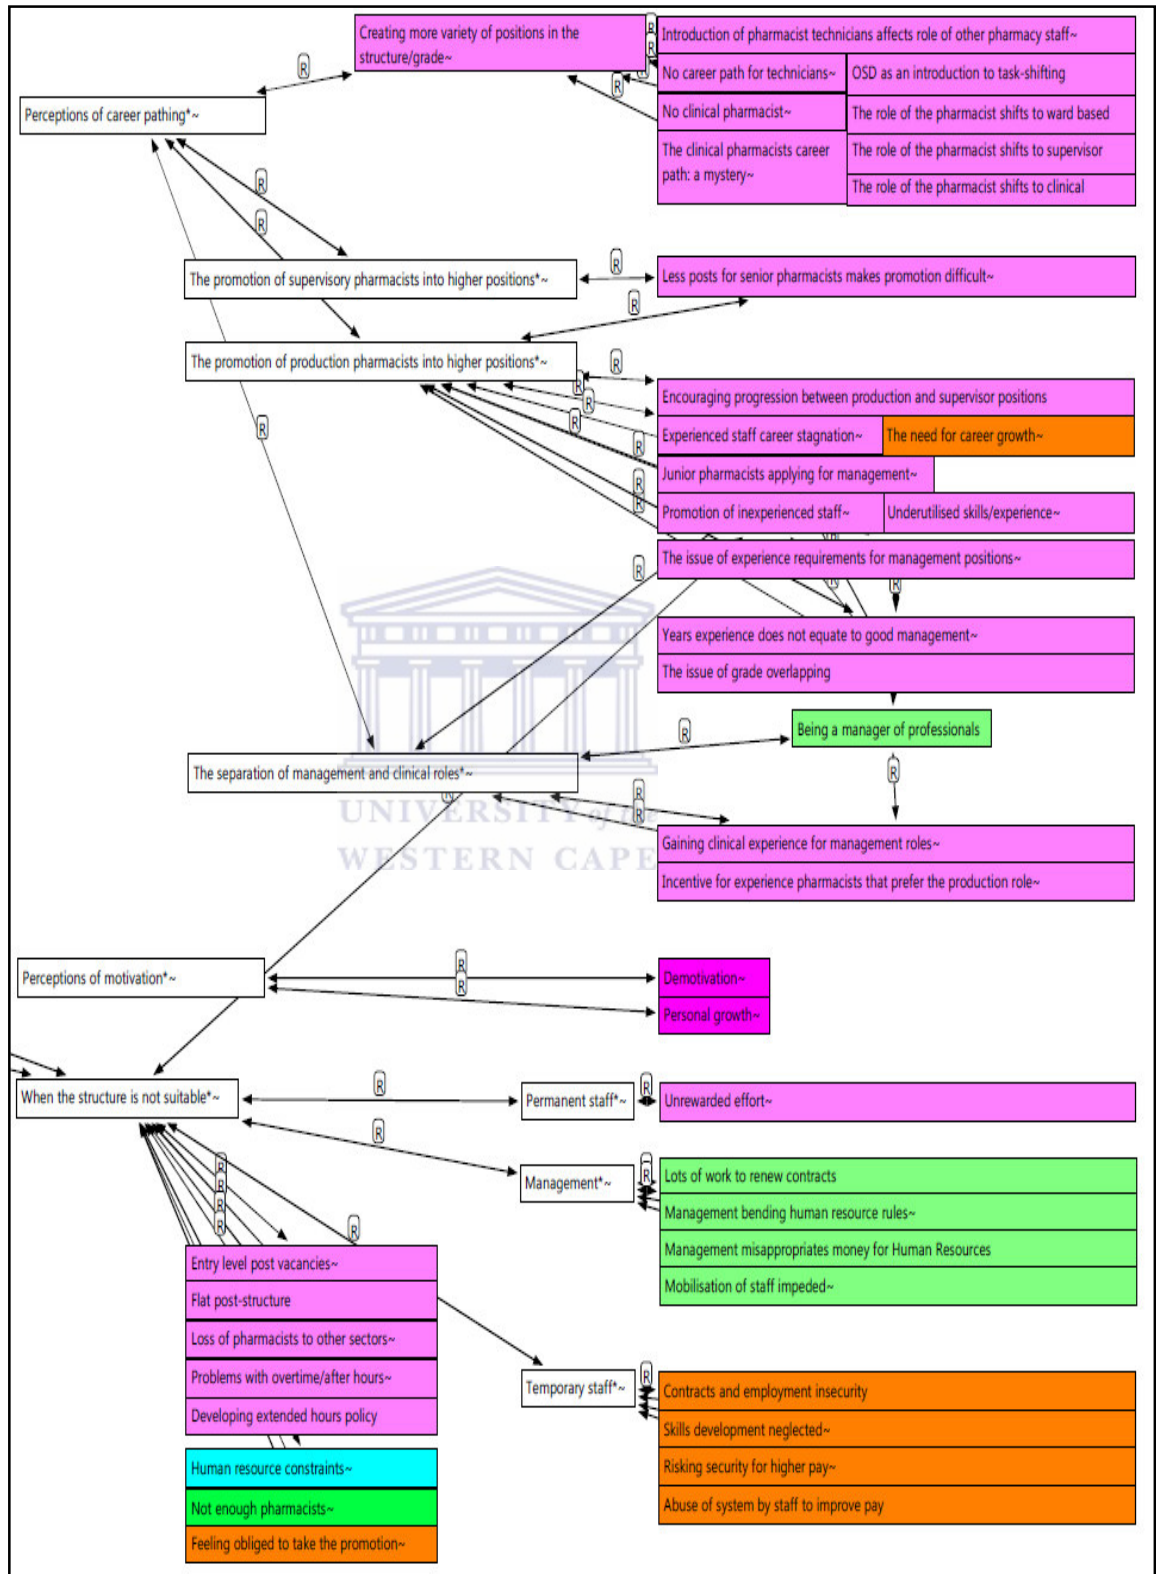 Creating more variety of positions in the
structure/grade~
R
R
Introduction of pharmacist technicians affects role of other pharmacy staff~
R
R
No career path for technicians~
OSD as an introduction to task-shifting
Perceptions of career pathing*~
No clinical pharmacist~
The role of the pharmacist shifts to ward based
The clinical pharmacists career
path: a mystery~
The role of the pharmacist shifts to supervisor
The role of the pharmacist shifts to clinical
R
R
The promotion of supervisory pharmacists into higher positions*~
R
Less posts for senior pharmacists makes promotion difficult~
R
The promotion of production pharmacists into higher positions*~
R
R
R
R
Encouraging progression between production and supervisor positions
Experienced staff career stagnation~
The need for career growth~
R
R
Junior pharmacists applying for management~
R
R
Promotion of inexperienced staff~
Underutilised skills/experience~
R
The issue of experience requirements for management positions~
R
R
R
Years experience does not equate to good management~
The issue of grade overlapping
Being a manager of professionals
R
The separation of management and clinical roles*~
R
R
R
UNIVERSITY of the
WESTERN CAPE
Gaining clinical experience for management roles~
Incentive for experience pharmacists that prefer the production role~
Perceptions of motivation*~
R
R
Demotivation~
Personal growth~
When the structure is not suitable*~
R
Permanent staff*~
R
Unrewarded effort~
R
Management*~
R
Lots of work to renew contracts
Management bending human resource rules~
Management misappropriates money for Human Resources
Mobilisation of staff impeded~
R
R
R
R
R
Entry level post vacancies~
Flat post-structure
Loss of pharmacists to other sectors~
Problems with overtime/after hours~
Developing extended hours policy
Temporary staff*~
R
Contracts and employment insecurity
Skills development neglected~
Risking security for higher pay~
Abuse of system by staff to improve pay
Human resource constraints~
Not enough pharmacists~
Feeling obliged to take the promotion~